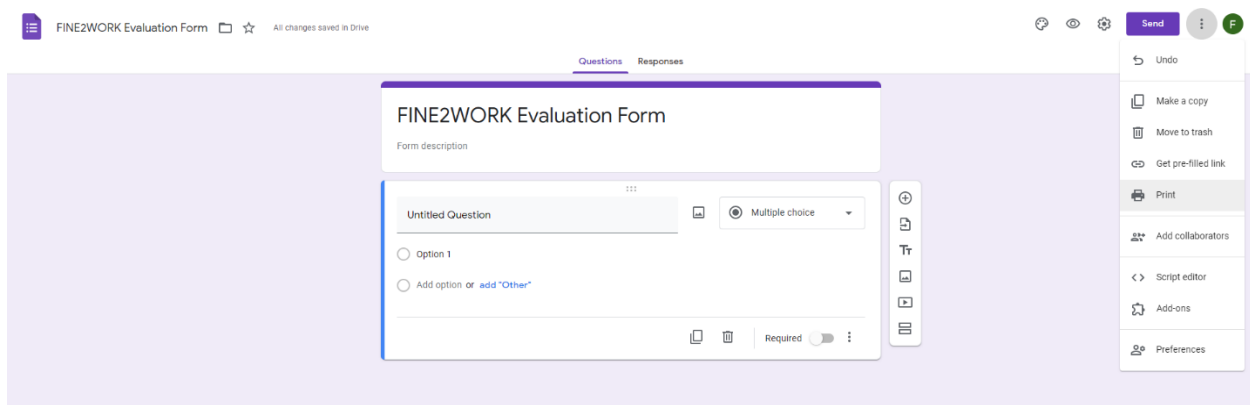 FINE2WORK Evaluation Form
All changes saved in Drive
Send
F
Questions Responses
Undo
Make a copy
Move to trash
Get pre-filled link
Print
Add collaborators
Script editor
Add-ons
Preferences
FINE2WORK Evaluation Form
Form description
Untitled Question
Multiple choice
Option 1
Add option or add "Other"
Required
Tт